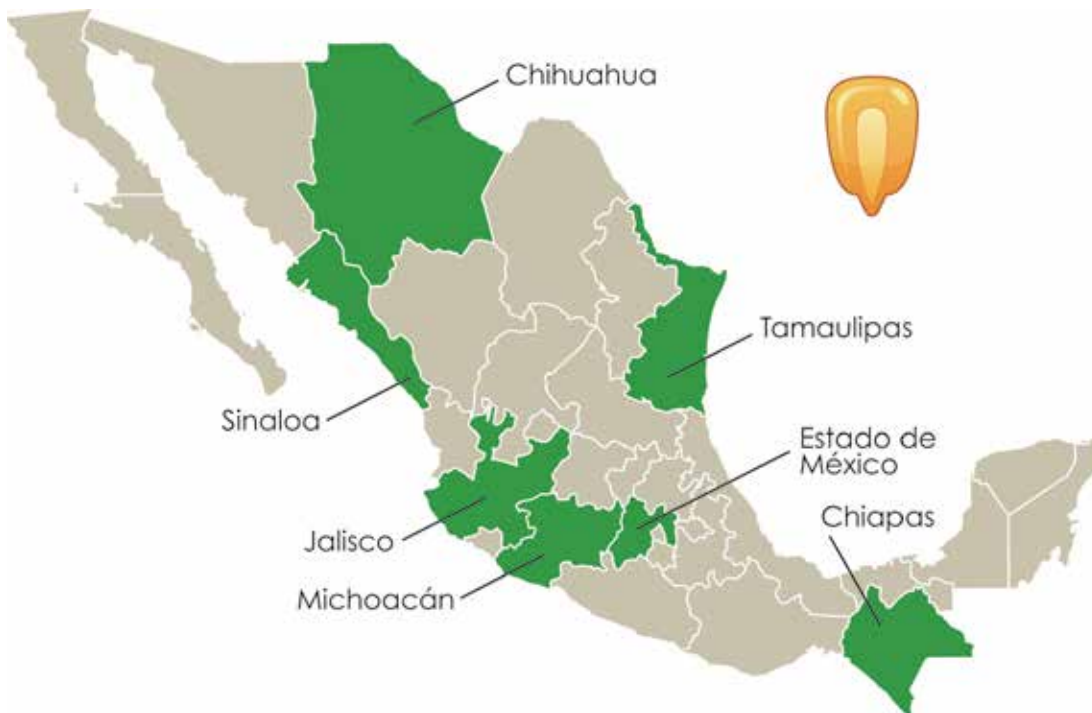 Chihuahua
Tamaulipas
Sinaloa
Estado de
México
Chiapas
Jalisco
Michoacán